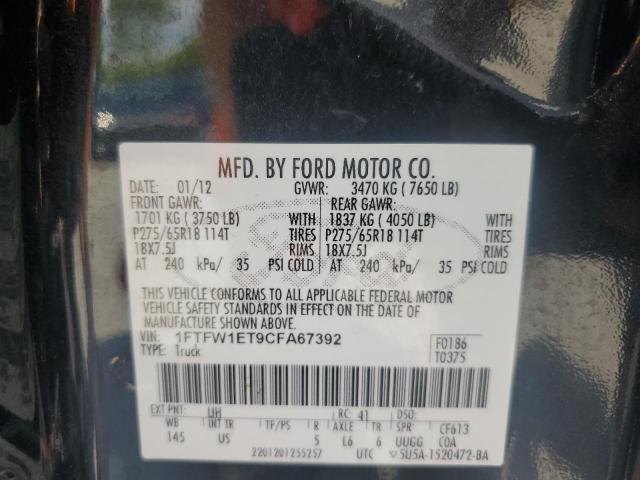 MFD. BY FORD MOTOR CO.
DATE: 01/12 GVWR: 3470 KG ( 7650 LB)
FRONT GAWR: REAR GAWR:
1701 KG ( 3750 LB) WITH 1837 KG ( 4050 LB) WITH
P275/65R18 114T TIRES P275/65R18 114T TIRES
18X7.5J RIMS 18X7.5J RIMS
AT 240 kPa/ 35 PSI COLD AT 240 kPa/ 35 PSI COLD
THIS VEHICLE CONFORMS TO ALL APPLICABLE FEDERAL MOTOR
VEHICLE SAFETY STANDARDS IN EFFECT ON THE DATE OF
MANUFACTURE SHOWN ABOVE.
VIN: 1FTFW1ET9CFA67392 F0186
TYPE: Truck T0375
EXT PNT: UH RC: 41 DSO:
WB INT TR TP/PS R AXLE TR SPR CF613
145 US 5 L6 6 UUGG C0A
2201201255257 UTC 5U5A-1520472-BA